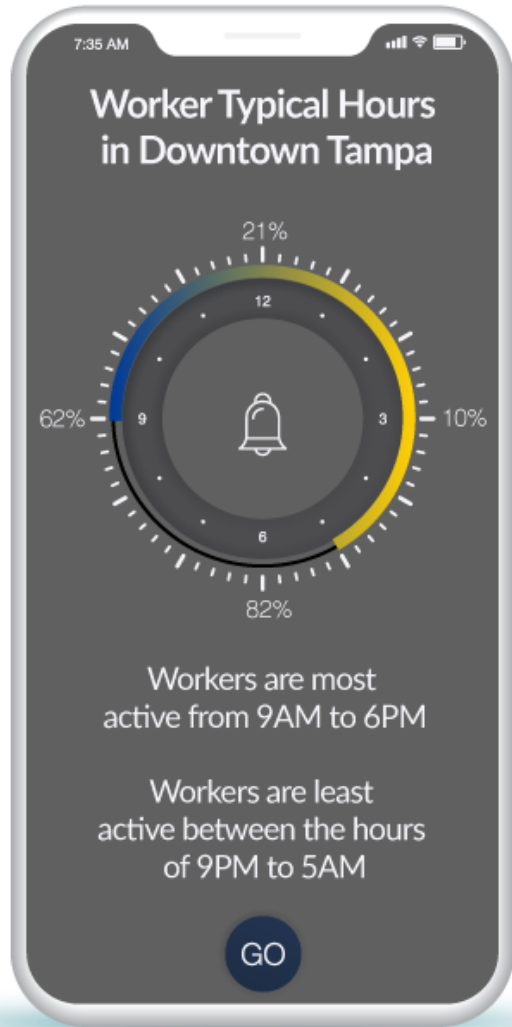 7:35 AM
Worker Typical Hours
in Downtown Tampa
21%
12
62%
9
3
10%
6
82%
Workers are most
active from 9AM to 6PM
Workers are least
active between the hours
of 9PM to 5AM
GO